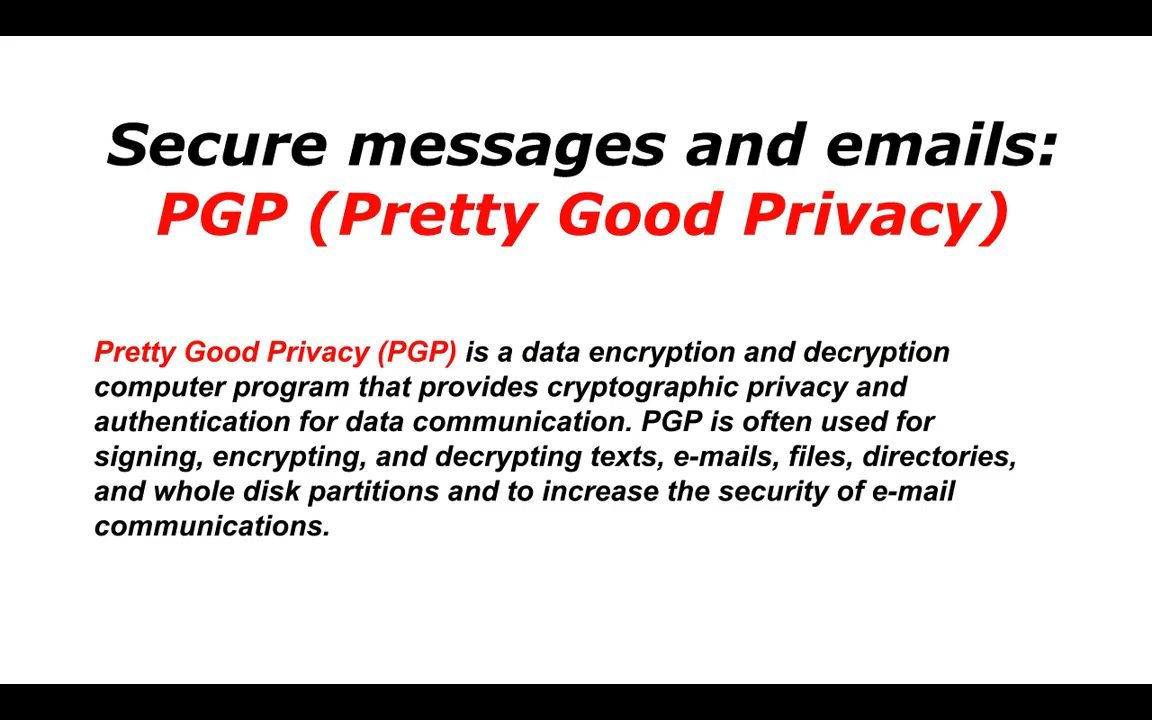 Secure messages and emails:
PGP (Pretty Good Privacy)
Pretty Good Privacy (PGP) is a data encryption and decryption
computer program that provides cryptographic privacy and
authentication for data communication. PGP is often used for
signing, encrypting, and decrypting texts, e-mails, files, directories,
and whole disk partitions and to increase the security of e-mail
communications.